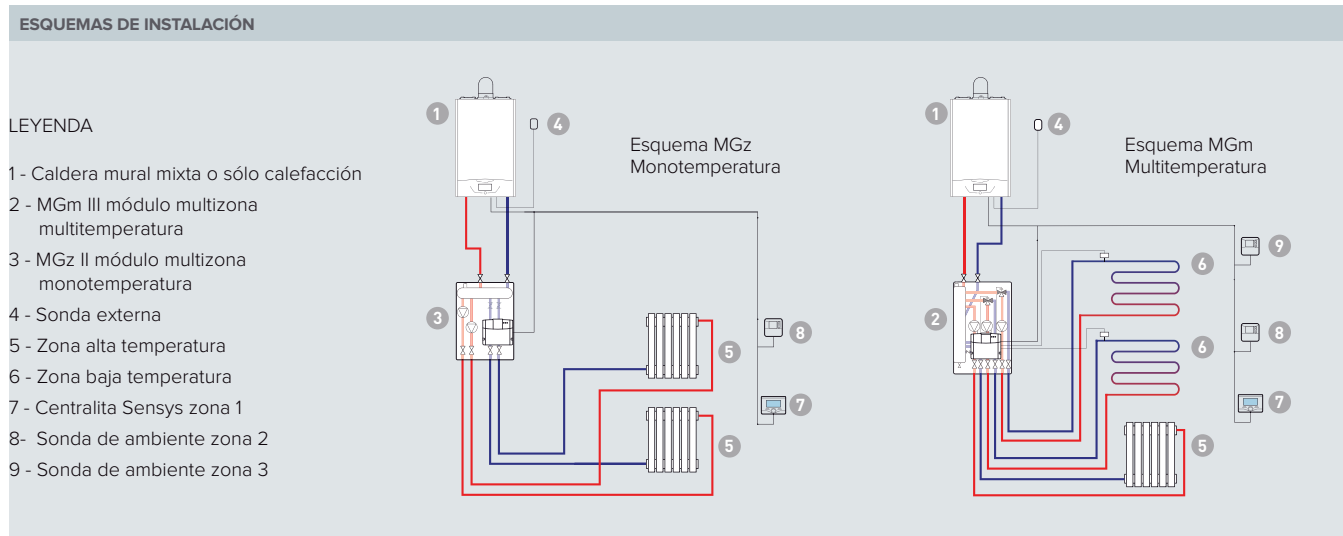 ESQUEMAS DE INSTALACIÓN
LEYENDA
1 - Caldera mural mixta o sólo calefacción
2 - MGm III módulo multizona
multitemperatura
3 - MGz II módulo multizona
monotemperatura
4 - Sonda externa
5 - Zona alta temperatura
6 - Zona baja temperatura
7 - Centralita Sensys zona 1
8- Sonda de ambiente zona 2
9 - Sonda de ambiente zona 3
1
4
Esquema MGz
Monotemperatura
3
8
5
7
5
1
4
Esquema MGm
Multitemperatura
9
6
2
8
6
7
5